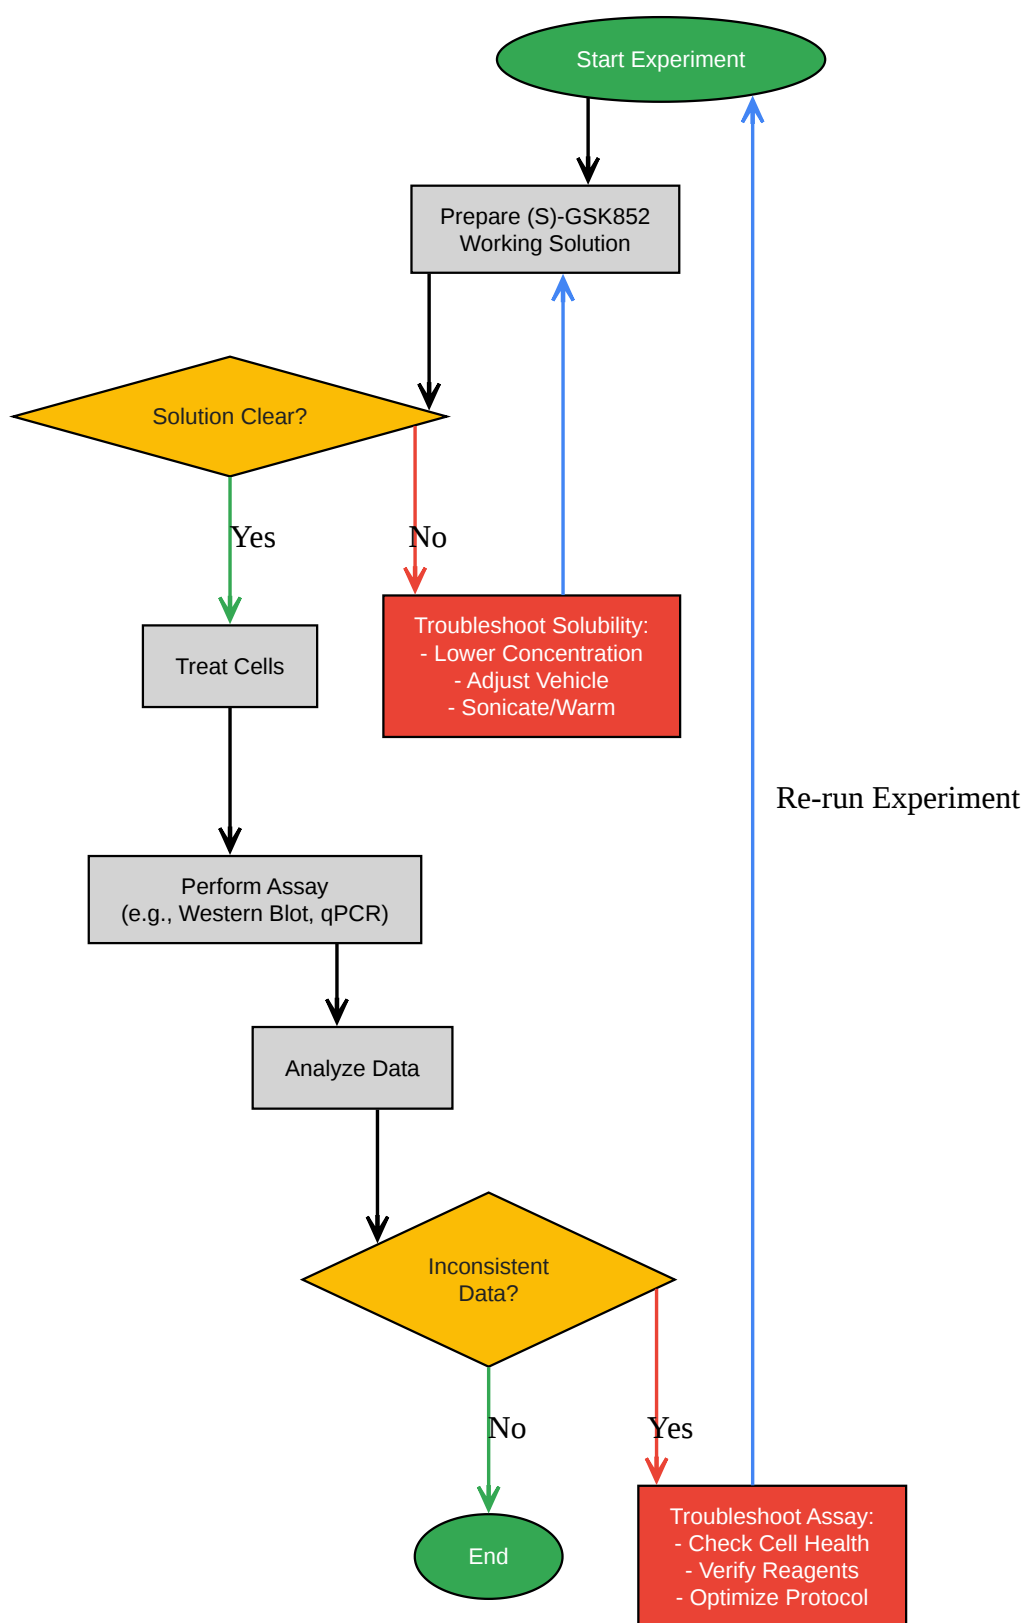 Start Experiment
Prepare (S)-GSK852
Working Solution
Solution Clear?
Yes
No
Treat Cells
Troubleshoot Solubility:
- Lower Concentration
- Adjust Vehicle
- Sonicate/Warm
Re-run Experiment
Perform Assay
(e.g., Western Blot, qPCR)
Analyze Data
Inconsistent
Data?
No
Yes
End
Troubleshoot Assay:
- Check Cell Health
- Verify Reagents
- Optimize Protocol